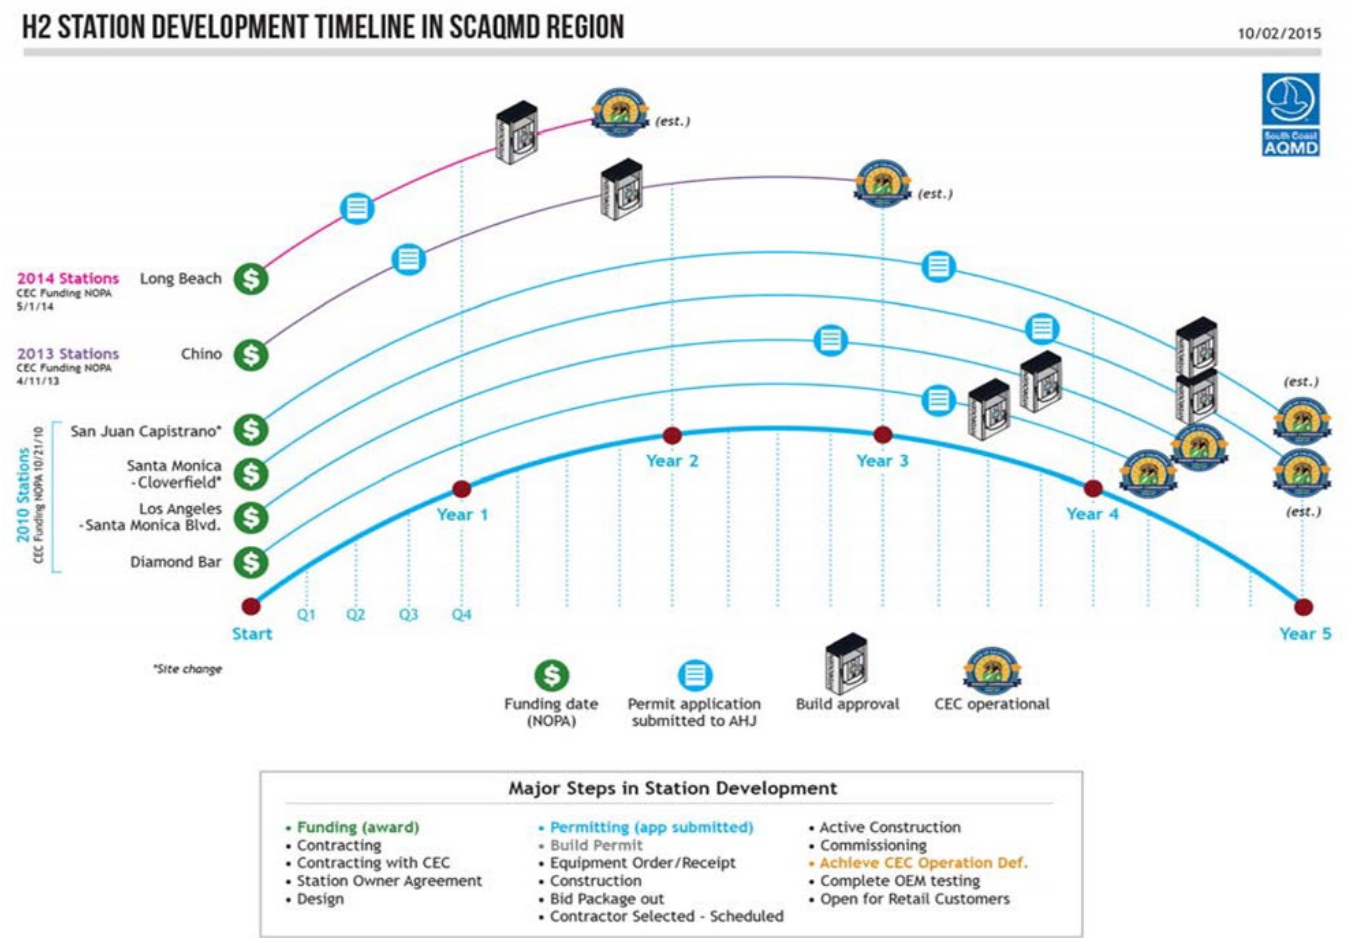 H2 STATION DEVELOPMENT TIMELINE IN SCAQMD REGION
10/02/2015
South Coast
AQMD
(est.)
(est.)
2014 Stations
CEC Funding NOPA
5/1/14
Long Beach
2013 Stations
CEC Funding NOPA
4/11/13
Chino
2010 Stations
CEC Funding NOPA 10/21/10
San Juan Capistrano*
Santa Monica
-Cloverfield*
Los Angeles
-Santa Monica Blvd.
Diamond Bar
(est.)
(est.)
Year 1
Year 2
Year 3
Year 4
Q1
Q2
Q3
Q4
Start
Year 5
*Site change
Funding date
(NOPA)
Permit application
submitted to AHJ
Build approval
CEC operational
Major Steps in Station Development
• Funding (award)
• Contracting
• Contracting with CEC
• Station Owner Agreement
• Design
• Permitting (app submitted)
• Build Permit
• Equipment Order/Receipt
• Construction
• Bid Package out
• Contractor Selected - Scheduled
• Active Construction
• Commissioning
• Achieve CEC Operation Def.
• Complete OEM testing
• Open for Retail Customers